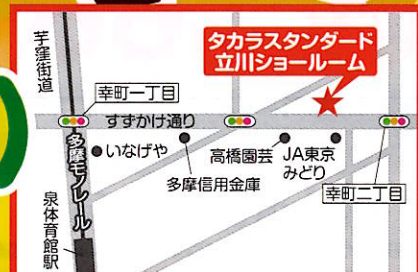 芋窪街道
タカラスタンダード
立川ショールーム
幸町一丁目
すずかけ通り
多摩モノレール
いなげや
多摩信用金庫
高橋園芸
JA東京
みどり
幸町二丁目
泉体育館駅